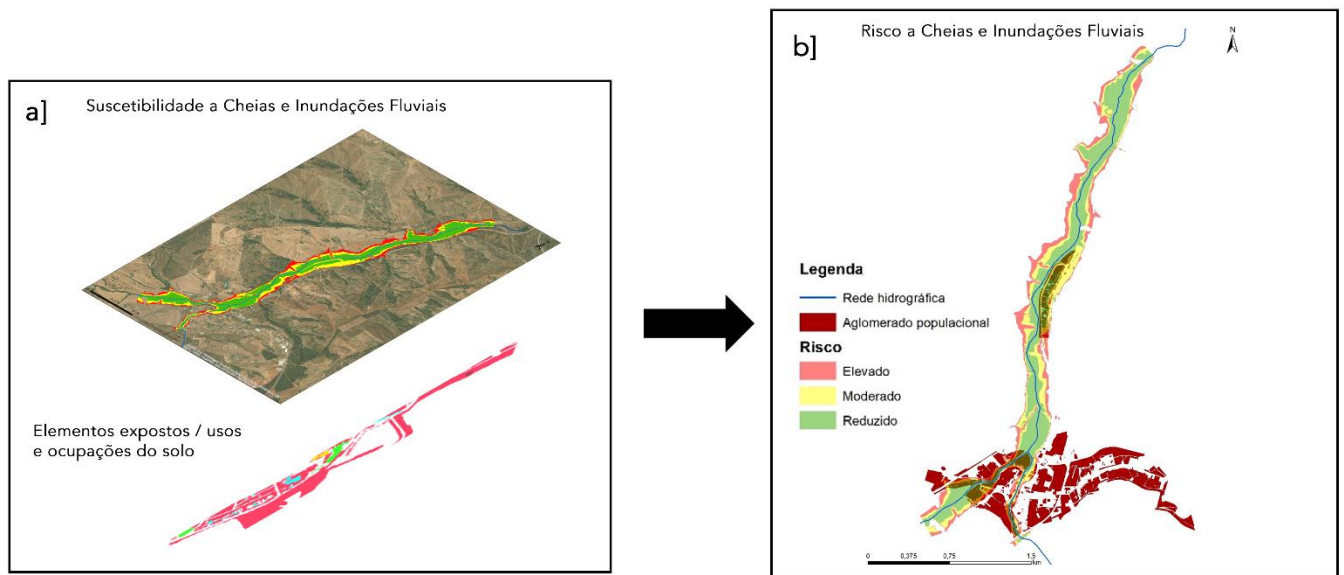 a]
Suscetibilidade a Cheias e Inundações Fluviais
Elementos expostos / usos
e ocupações do solo
b]
Risco a Cheias e Inundações Fluviais
N
Legenda
Rede hidrográfica
Aglomerado populacional
Risco
Elevado
Moderado
Reduzido
0 0,375 0,75 1,5
km